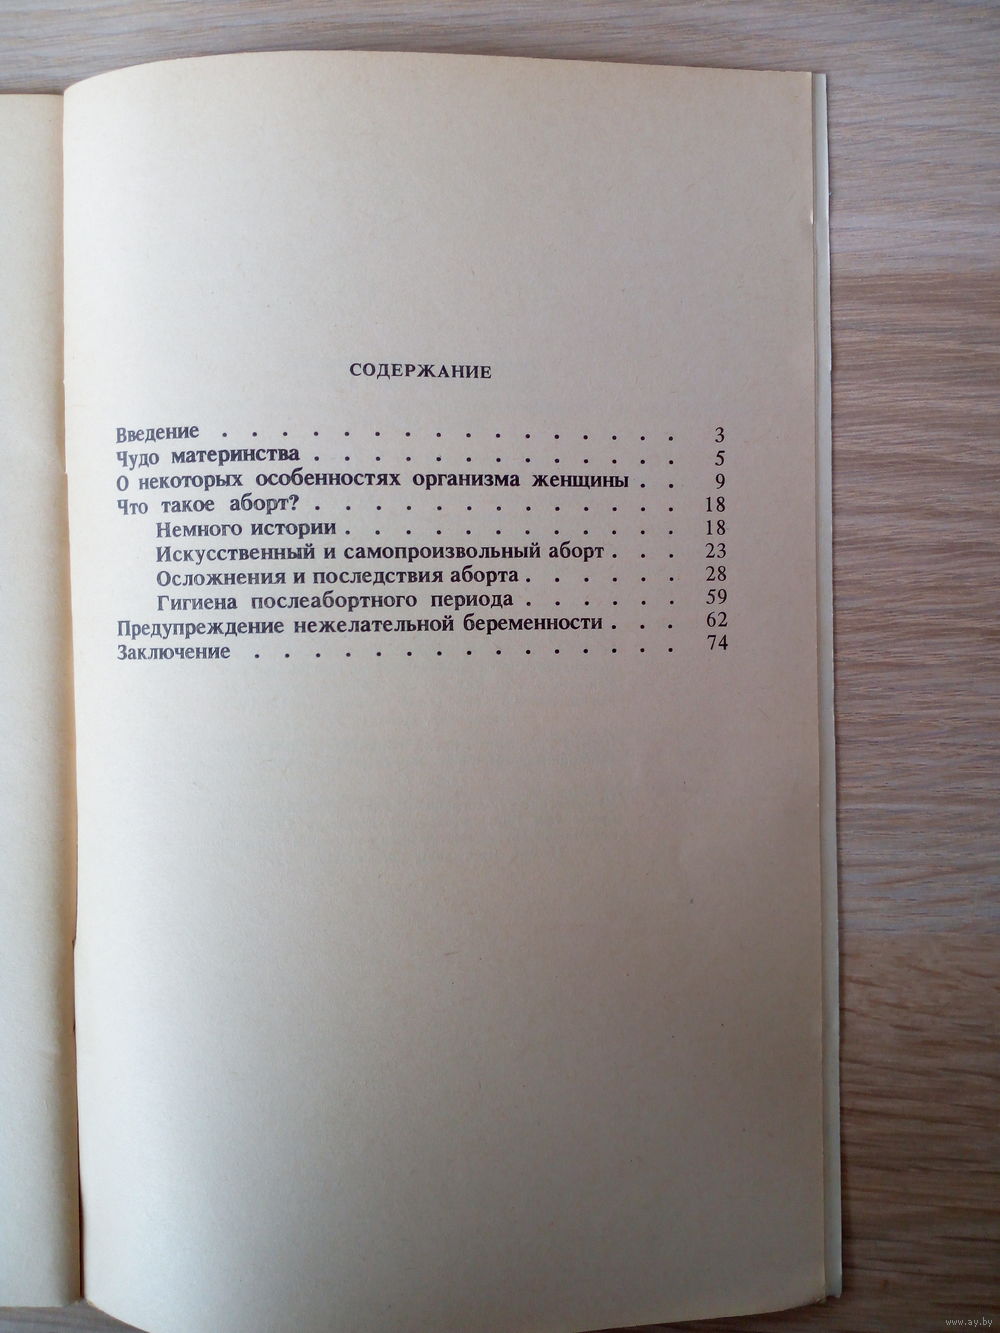 СОДЕРЖАНИЕ
Введение . . . . . . . . . . . . . . . . 3
Чудо материнства . . . . . . . . . . . . . 5
О некоторых особенностях организма женщины . . 9
Что такое аборт? . . . . . . . . . . . . . 18
Немного истории . . . . . . . . . . . . 18
Искусственный и самопроизвольный аборт . . . 23
Осложнения и последствия аборта . . . . . . 28
Гигиена послеабортного периода . . . . . . 59
Предупреждение нежелательной беременности . . . 62
Заключение . . . . . . . . . . . . . . . 74
www.ay.by